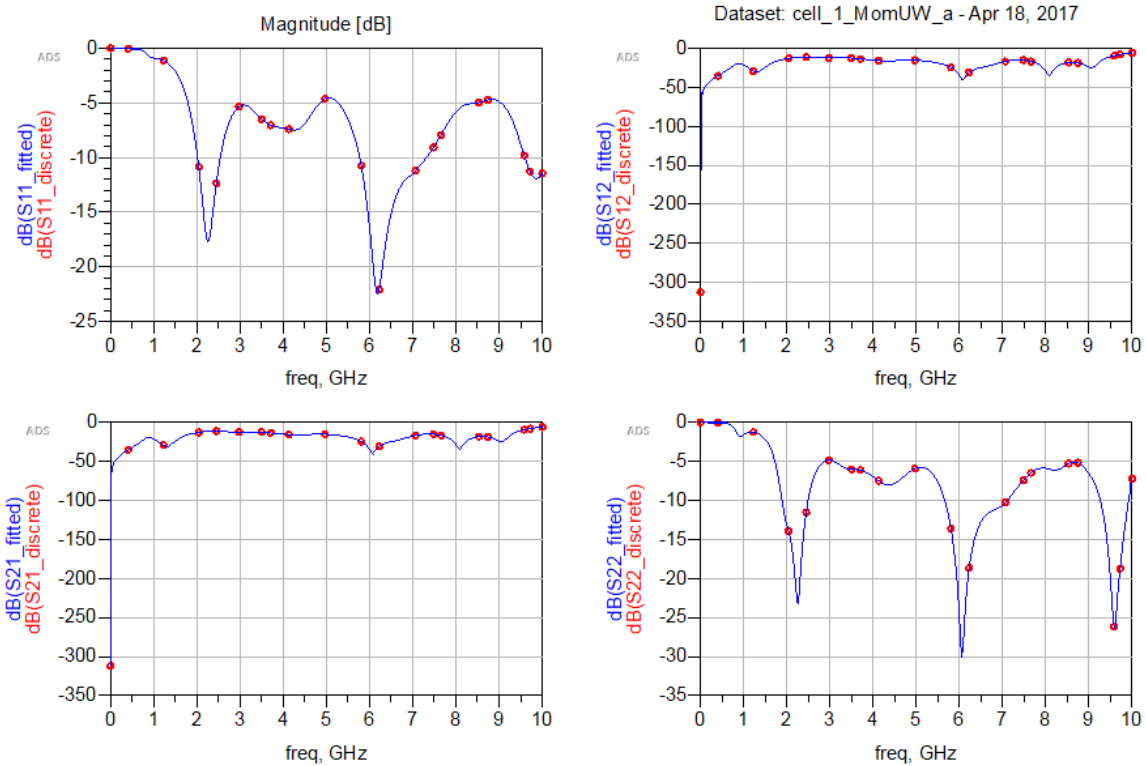 Magnitude [dB]
Dataset: cell_1_MomUW_a - Apr 18, 2017
ADS
dB(S11_fitted)
dB(S11_discrete)
0
-5
-10
-15
-20
-25
0 1 2 3 4 5 6 7 8 9 10
freq, GHz
ADS
dB(S12_fitted)
dB(S12_discrete)
0
-50
-100
-150
-200
-250
-300
-350
0 1 2 3 4 5 6 7 8 9 10
freq, GHz
ADS
dB(S21_fitted)
dB(S21_discrete)
0
-50
-100
-150
-200
-250
-300
-350
0 1 2 3 4 5 6 7 8 9 10
freq, GHz
ADS
dB(S22_fitted)
dB(S22_discrete)
0
-5
-10
-15
-20
-25
-30
-35
0 1 2 3 4 5 6 7 8 9 10
freq, GHz